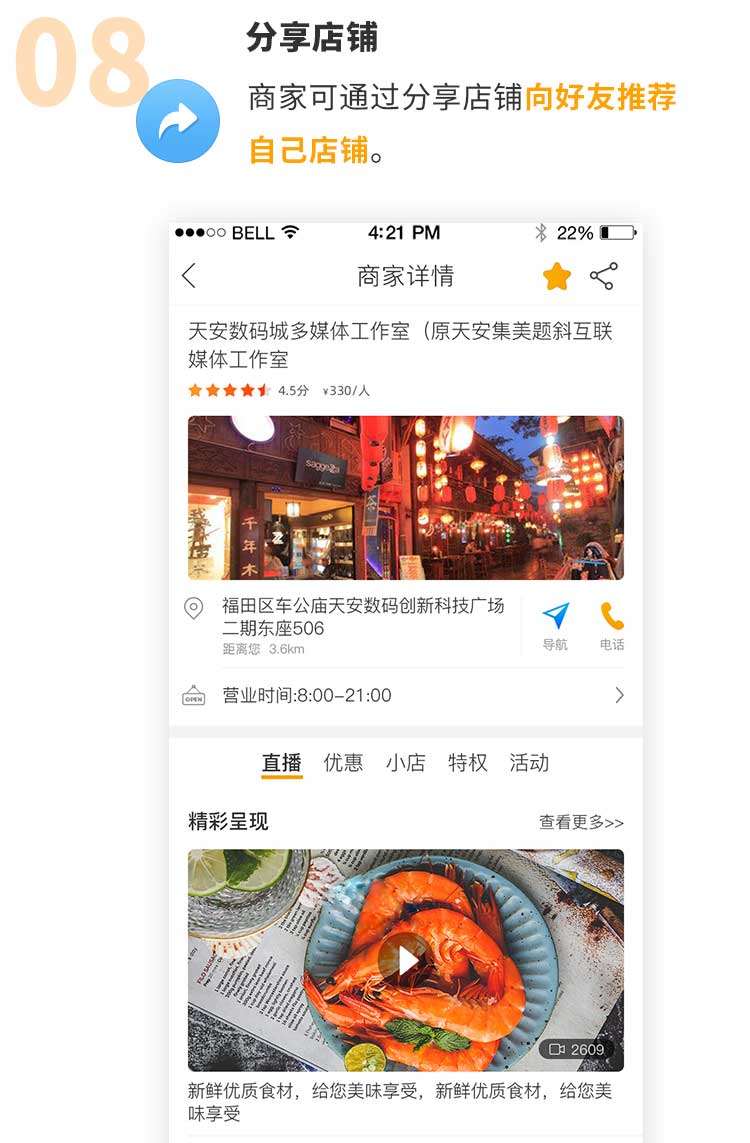 08
分享店铺
商家可通过分享店铺向好友推荐
自己店铺。
BELL 4:21 PM 22%
商家详情
天安数码城多媒体工作室（原天安集美题斜互联
媒体工作室
4.5分 ¥330/人
千年木
茶
福田区车公庙天安数码创新科技广场
二期东座506
导航 电话
距离您 3.6km
OPEN 营业时间:8:00-21:00
直播 优惠 小店 特权 活动
精彩呈现 查看更多>>
2609
新鲜优质食材，给您美味享受，新鲜优质食材，给您美
味享受